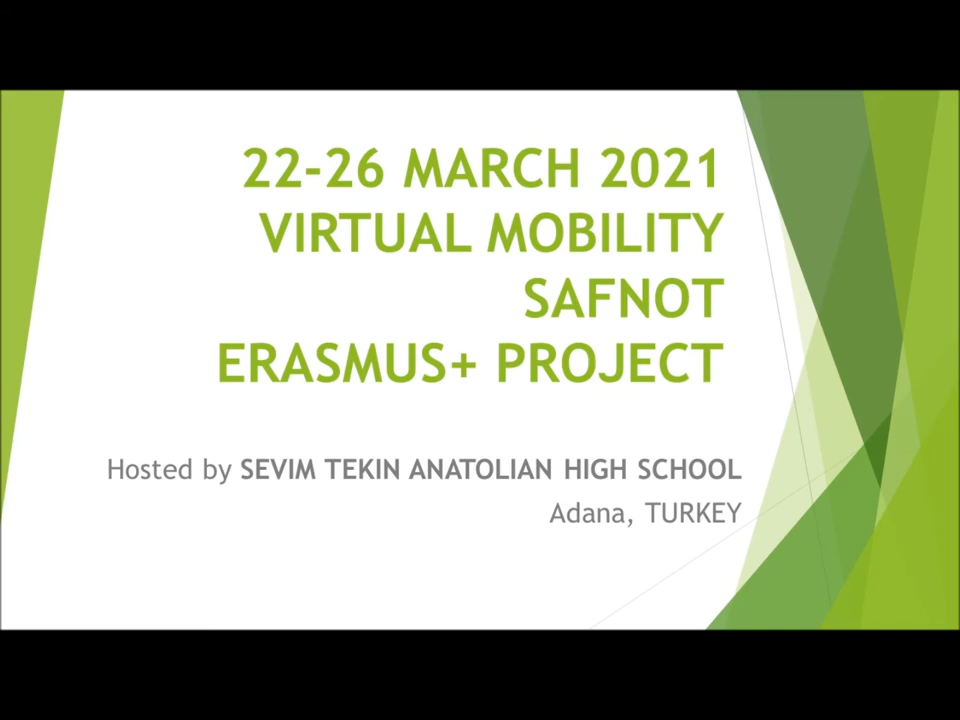 22-26 MARCH 2021
VIRTUAL MOBILITY
SAFNOT
ERASMUS+ PROJECT
Hosted by SEVIM TEKIN ANATOLIAN HIGH SCHOOL
Adana, TURKEY